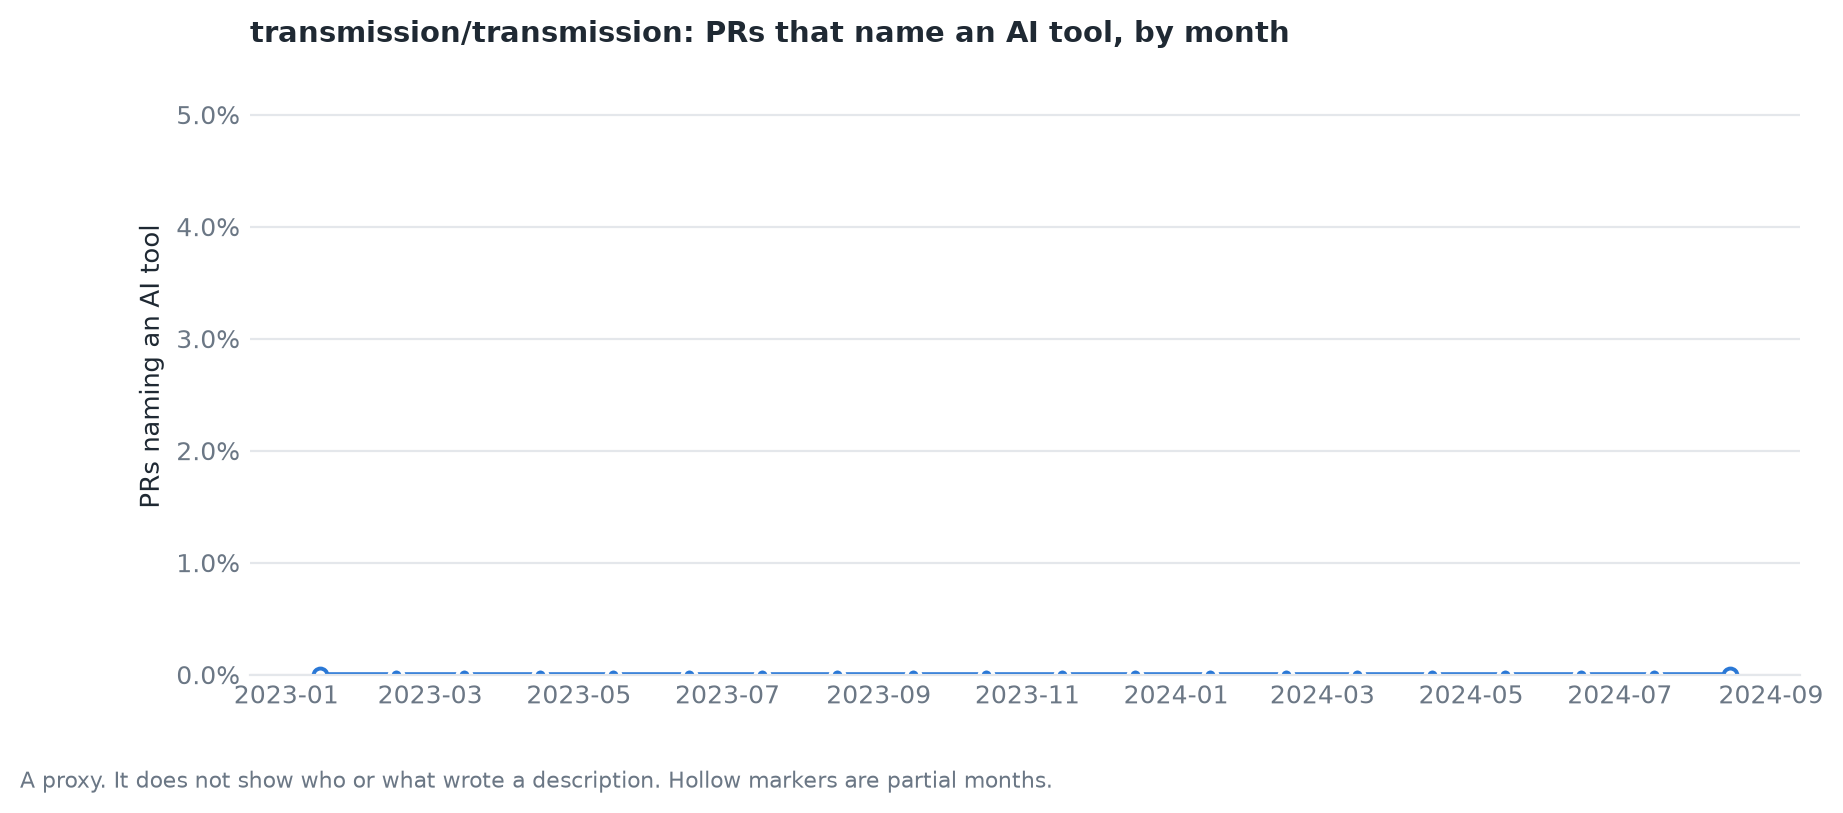 transmission/transmission: PRs that name an AI tool, by month
PRs naming an AI tool
5.0%
4.0%
3.0%
2.0%
1.0%
0.0%
2023-01 2023-03 2023-05 2023-07 2023-09 2023-11 2024-01 2024-03 2024-05 2024-07 2024-09
A proxy. It does not show who or what wrote a description. Hollow markers are partial months.